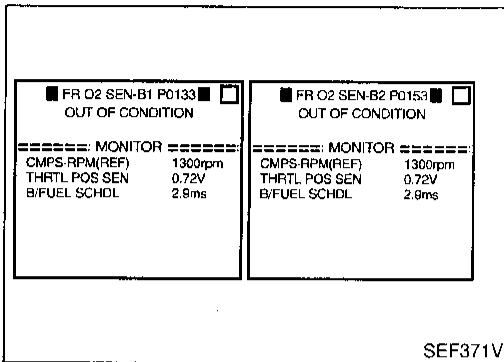 FR O2 SEN-B1 P0133
OUT OF CONDITION
====== MONITOR ======
CMPS-RPM(REF) 1300rpm
THRTL POS SEN 0.72V
B/FUEL SCHDL 2.9ms
FR O2 SEN-B2 P0153
OUT OF CONDITION
====== MONITOR ======
CMPS-RPM(REF) 1300rpm
THRTL POS SEN 0.72V
B/FUEL SCHDL 2.9ms
SEF371V